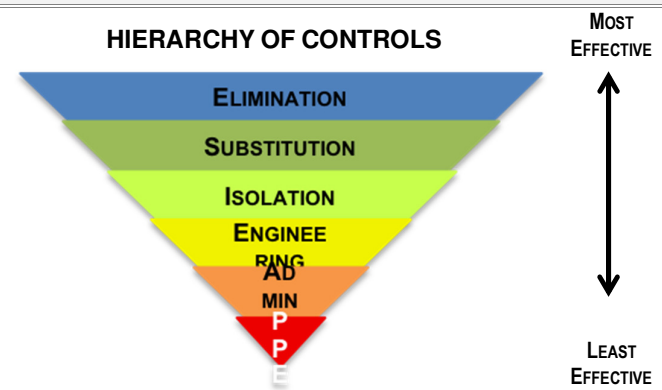 HIERARCHY OF CONTROLS
MOST
EFFECTIVE
ELIMINATION
SUBSTITUTION
ISOLATION
ENGINEE
RING
AD
MIN
P
P
E
LEAST
EFFECTIVE